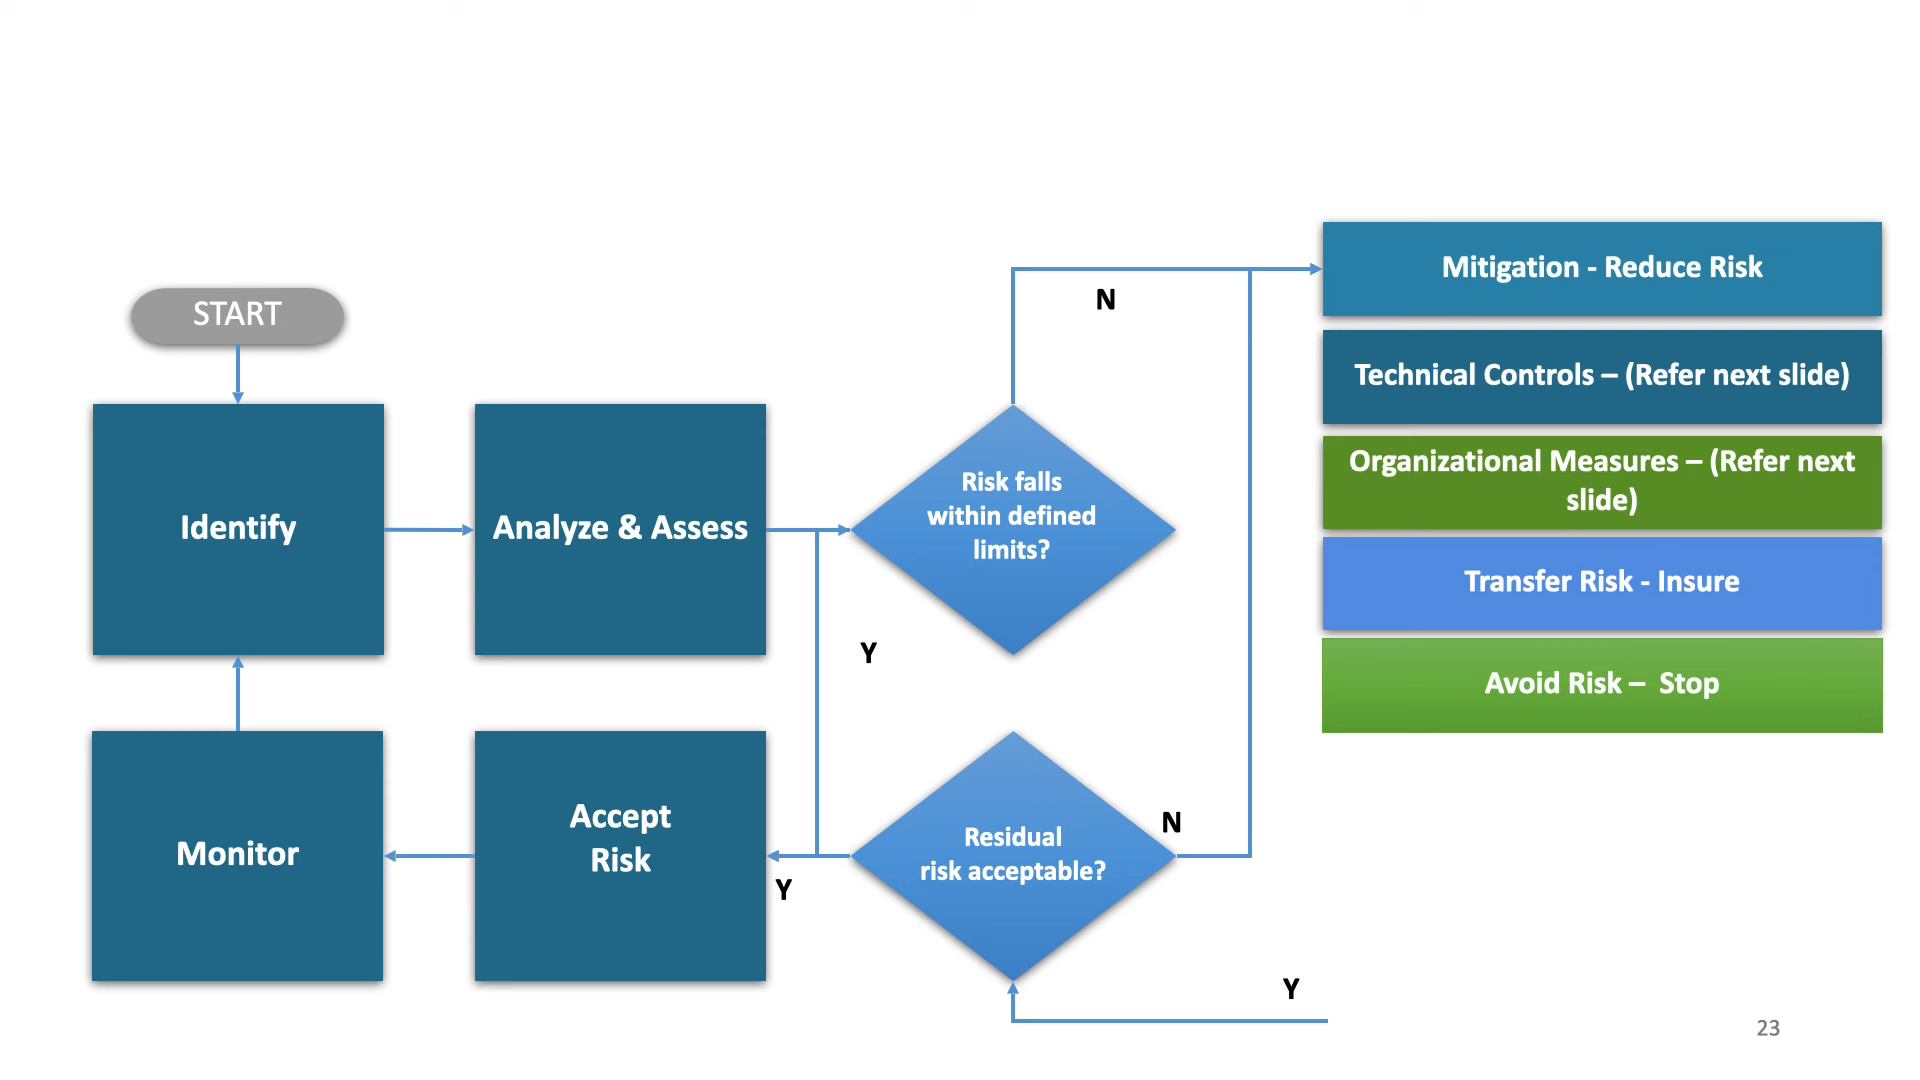 START
Identify
Analyze & Assess
Risk falls
within defined
limits?
N
Y
Mitigation - Reduce Risk
Technical Controls – (Refer next slide)
Organizational Measures – (Refer next
slide)
Transfer Risk - Insure
Avoid Risk – Stop
Monitor
Accept
Risk
Y
Residual
risk acceptable?
N
Y
23